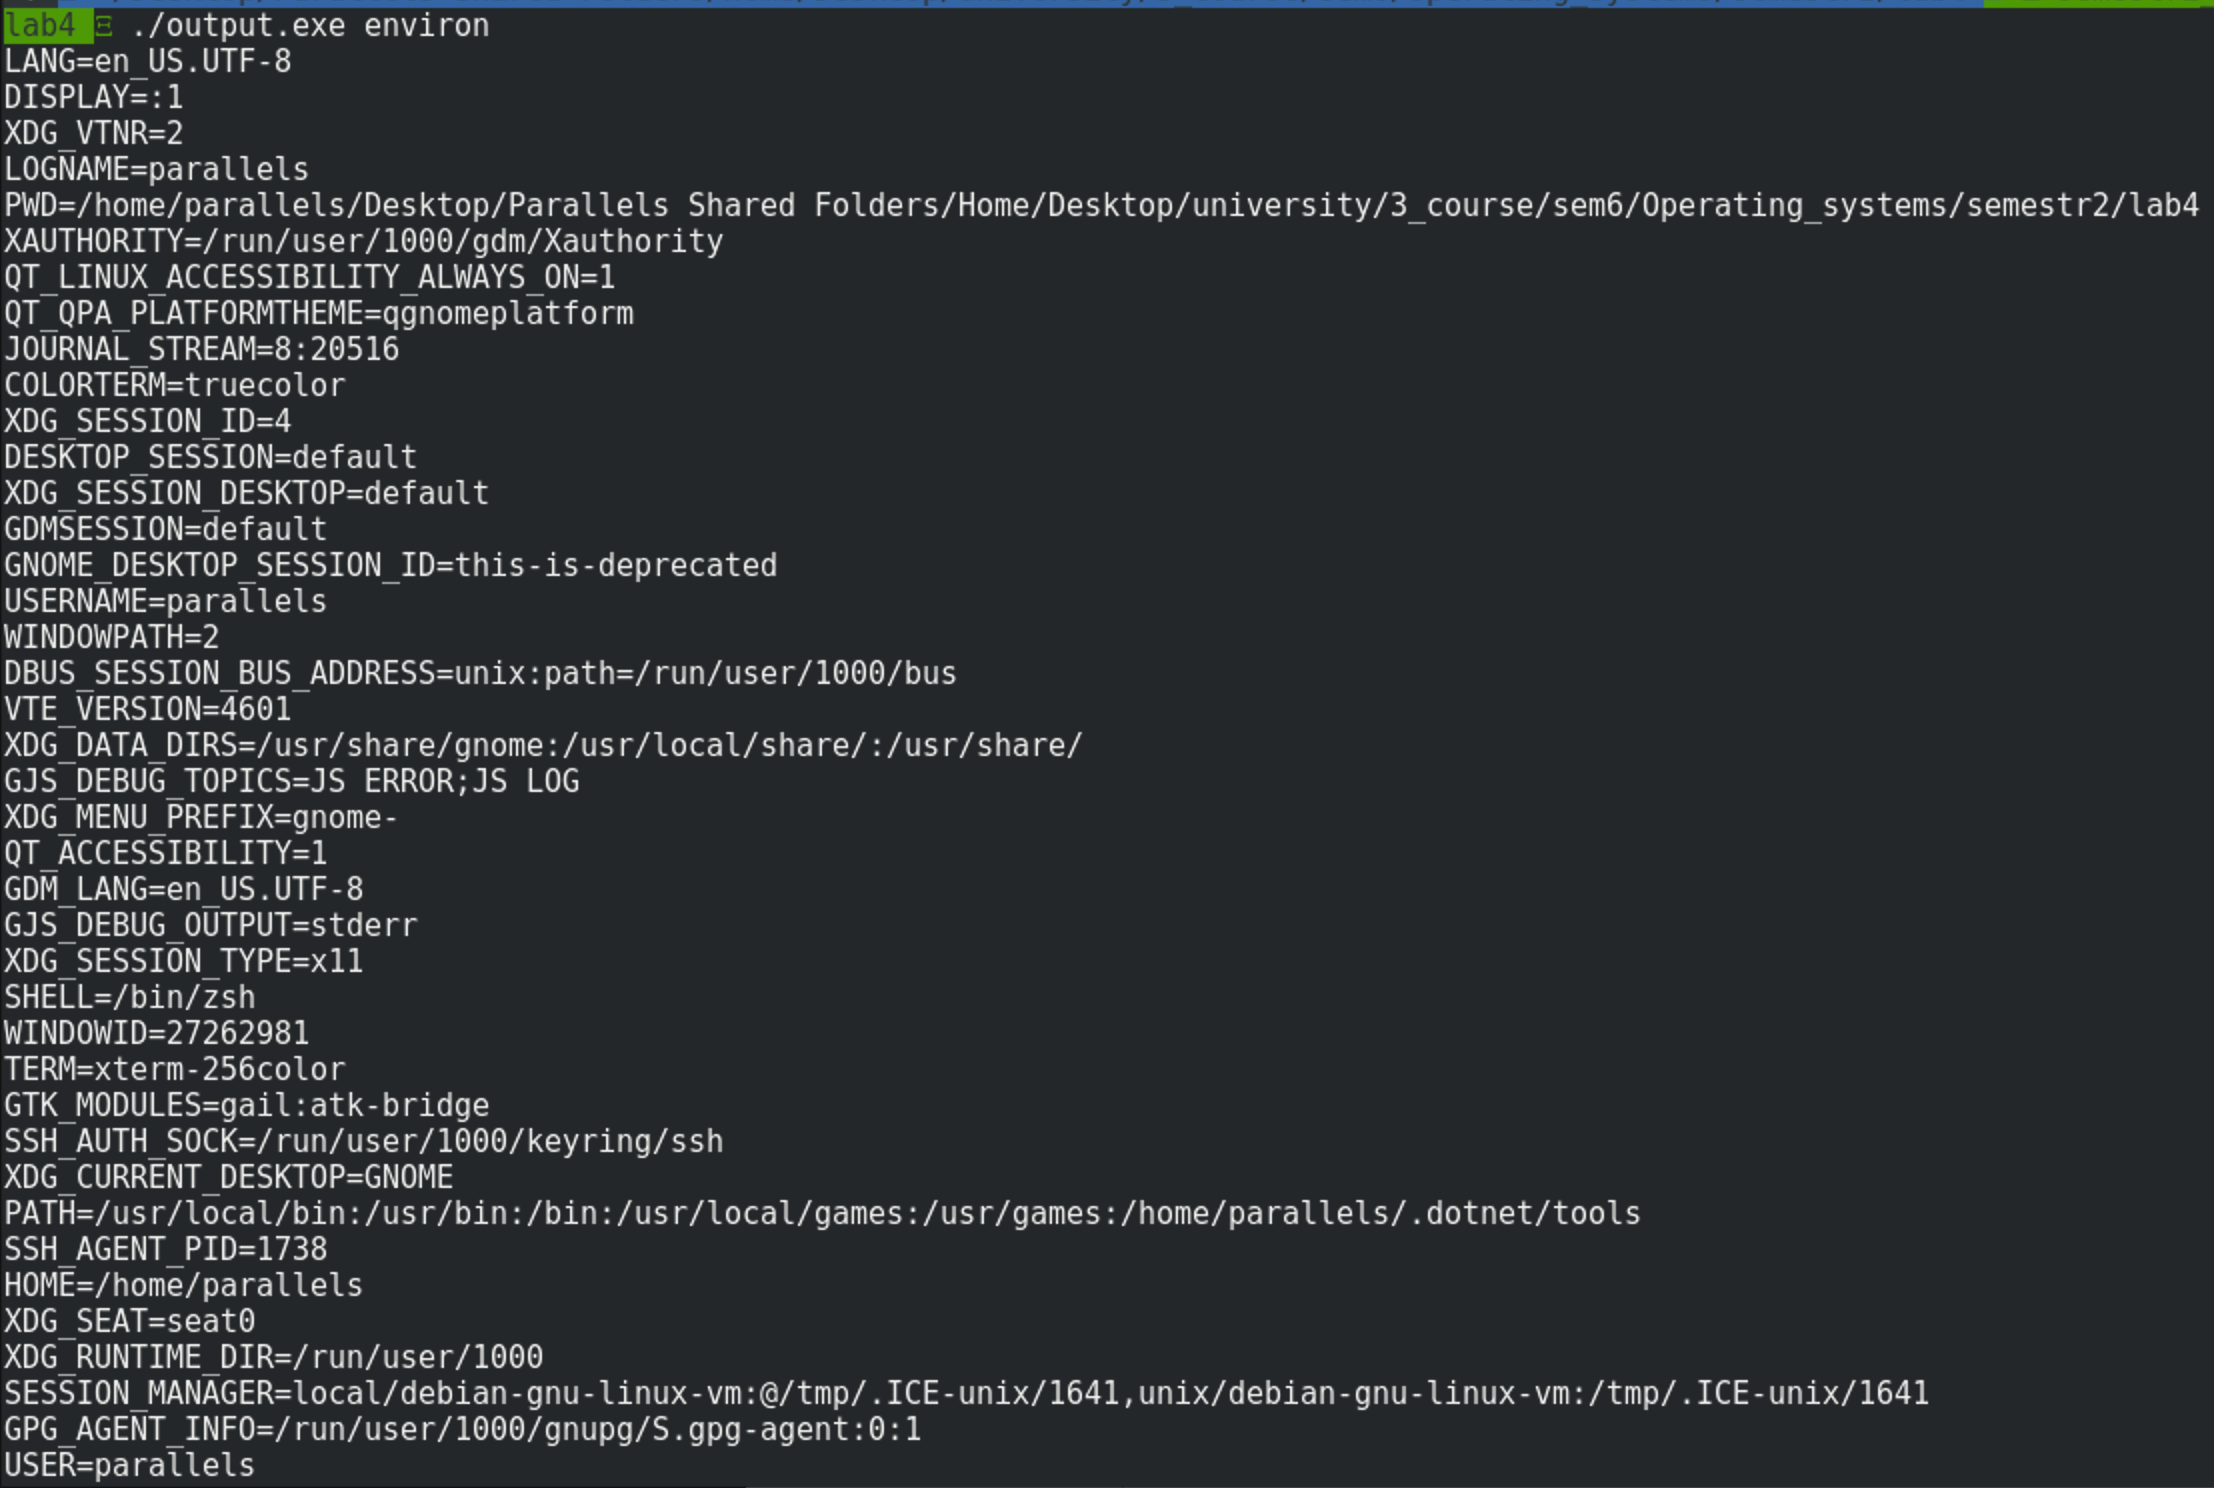 lab4 ./output.exe environ
LANG=en_US.UTF-8
DISPLAY=:1
XDG_VTNR=2
LOGNAME=parallels
PWD=/home/parallels/Desktop/Parallels Shared Folders/Home/Desktop/university/3_course/sem6/Operating_systems/semestr2/lab4
XAUTHORITY=/run/user/1000/gdm/Xauthority
QT_LINUX_ACCESSIBILITY_ALWAYS_ON=1
QT_QPA_PLATFORMTHEME=qgnomeplatform
JOURNAL_STREAM=8:20516
COLORTERM=truecolor
XDG_SESSION_ID=4
DESKTOP_SESSION=default
XDG_SESSION_DESKTOP=default
GDMSESSION=default
GNOME_DESKTOP_SESSION_ID=this-is-deprecated
USERNAME=parallels
WINDOWPATH=2
DBUS_SESSION_BUS_ADDRESS=unix:path=/run/user/1000/bus
VTE_VERSION=4601
XDG_DATA_DIRS=/usr/share/gnome:/usr/local/share/:/usr/share/
GJS_DEBUG_TOPICS=JS ERROR;JS LOG
XDG_MENU_PREFIX=gnome-
QT_ACCESSIBILITY=1
GDM_LANG=en_US.UTF-8
GJS_DEBUG_OUTPUT=stderr
XDG_SESSION_TYPE=x11
SHELL=/bin/zsh
WINDOWID=27262981
TERM=xterm-256color
GTK_MODULES=gail:atk-bridge
SSH_AUTH_SOCK=/run/user/1000/keyring/ssh
XDG_CURRENT_DESKTOP=GNOME
PATH=/usr/local/bin:/usr/bin:/bin:/usr/local/games:/usr/games:/home/parallels/.dotnet/tools
SSH_AGENT_PID=1738
HOME=/home/parallels
XDG_SEAT=seat0
XDG_RUNTIME_DIR=/run/user/1000
SESSION_MANAGER=local/debian-gnu-linux-vm:@/tmp/.ICE-unix/1641,unix/debian-gnu-linux-vm:/tmp/.ICE-unix/1641
GPG_AGENT_INFO=/run/user/1000/gnupg/S.gpg-agent:0:1
USER=parallels